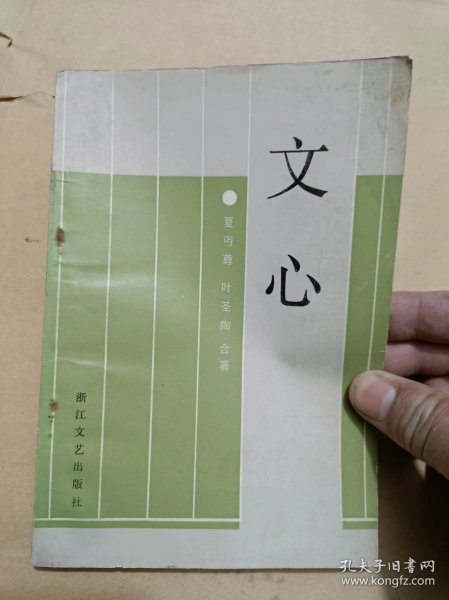 文心
夏丏尊 叶圣陶 合著
浙江文艺出版社
孔夫子旧书网
www.kongfz.com